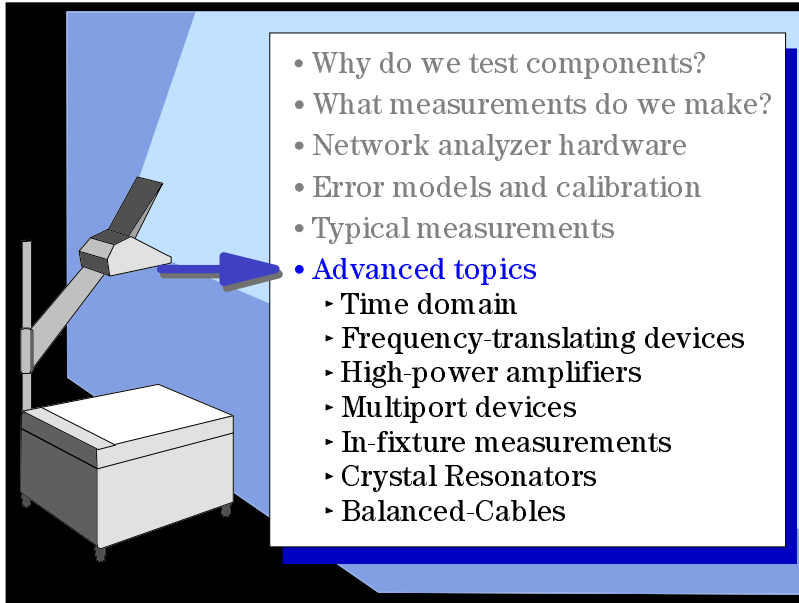 • Why do we test components?
• What measurements do we make?
• Network analyzer hardware
• Error models and calibration
• Typical measurements
• Advanced topics
‣ Time domain
‣ Frequency-translating devices
‣ High-power amplifiers
‣ Multiport devices
‣ In-fixture measurements
‣ Crystal Resonators
‣ Balanced-Cables